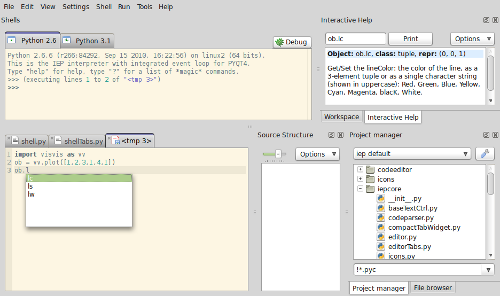 File Edit View Settings Shell Run Tools Help
Shells
Python 2.6 Python 3.1
Debug
Python 2.6.6 (r266:84292, Sep 15 2010, 16:22:56) on linux2 (64 bits).
This is the IEP interpreter with integrated event loop for PYQT4.
Type "help" for help, type "?" for a list of *magic* commands.
>>> (executing lines 1 to 2 of "<tmp 3>")
>>>
Interactive Help
ob.lc Print Options
Object: ob.lc, class: tuple, repr: (0, 0, 1)
Get/Set the lineColor: the color of the line, as a
3-element tuple or as a single character string
(shown in uppercase): Red, Green, Blue, Yellow,
Cyan, Magenta, blacK, White.
Workspace Interactive Help
shell.py shellTabs.py <tmp 3>
1 import visvis as vv
2 ob = vv.plot([1,2,3,1,4,1])
3 ob.l
ls
lw
Source Structure
Options
Project manager
iep default
codeeditor
icons
iepcore
__init__.py
baseTextCtrl.py
codeparser.py
compactTabWidget.py
editor.py
editorTabs.py
icons.py
!*.pyc
Project manager File browser